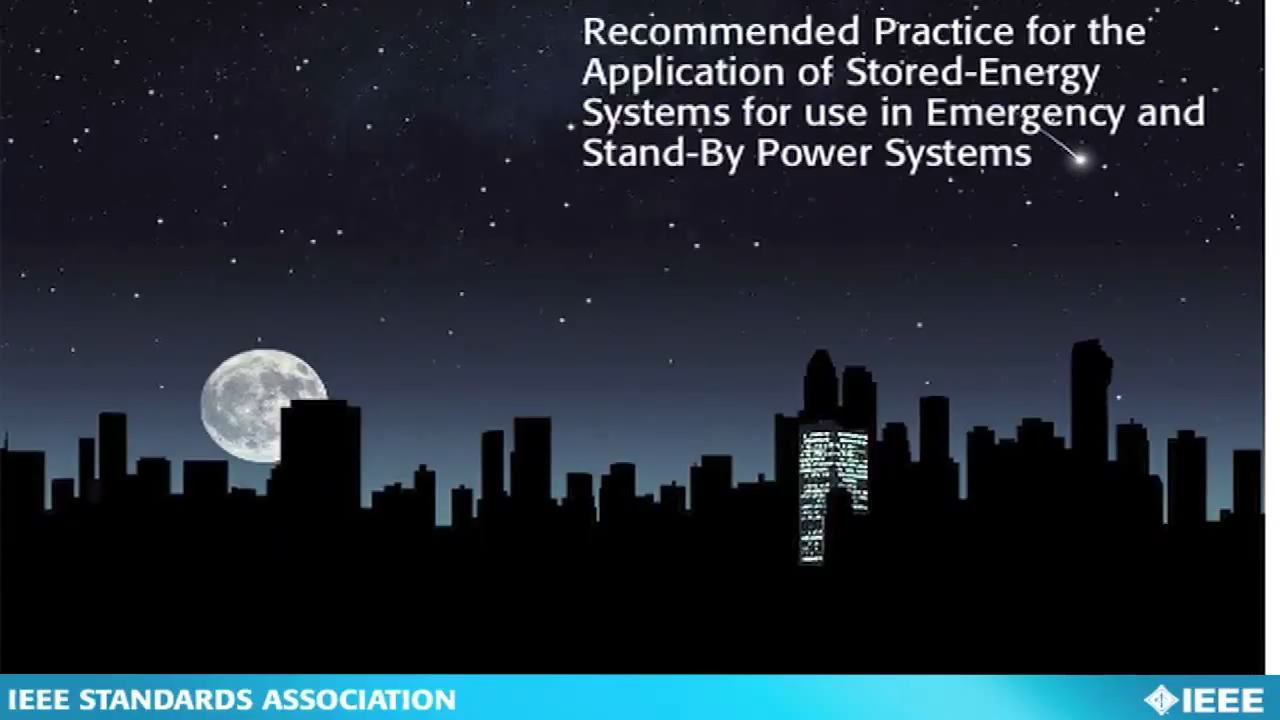 Recommended Practice for the
Application of Stored-Energy
Systems for use in Emergency and
Stand-By Power Systems
IEEE STANDARDS ASSOCIATION
IEEE